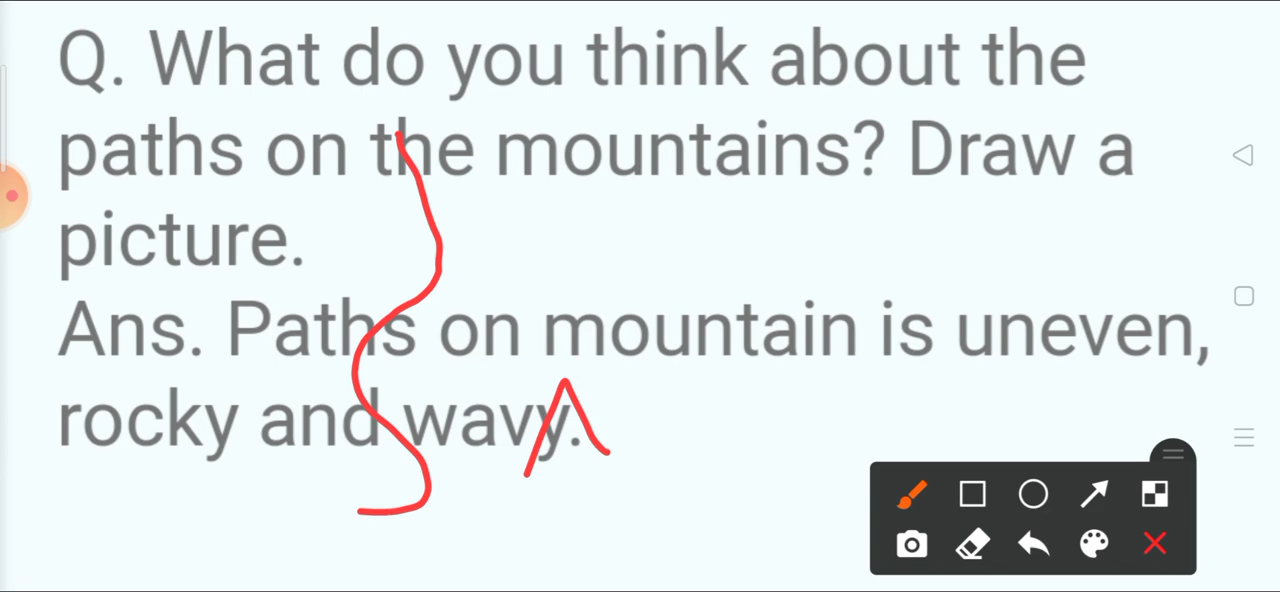 Q. What do you think about the
paths on the mountains? Draw a
picture.
Ans. Paths on mountain is uneven,
rocky and wavy.